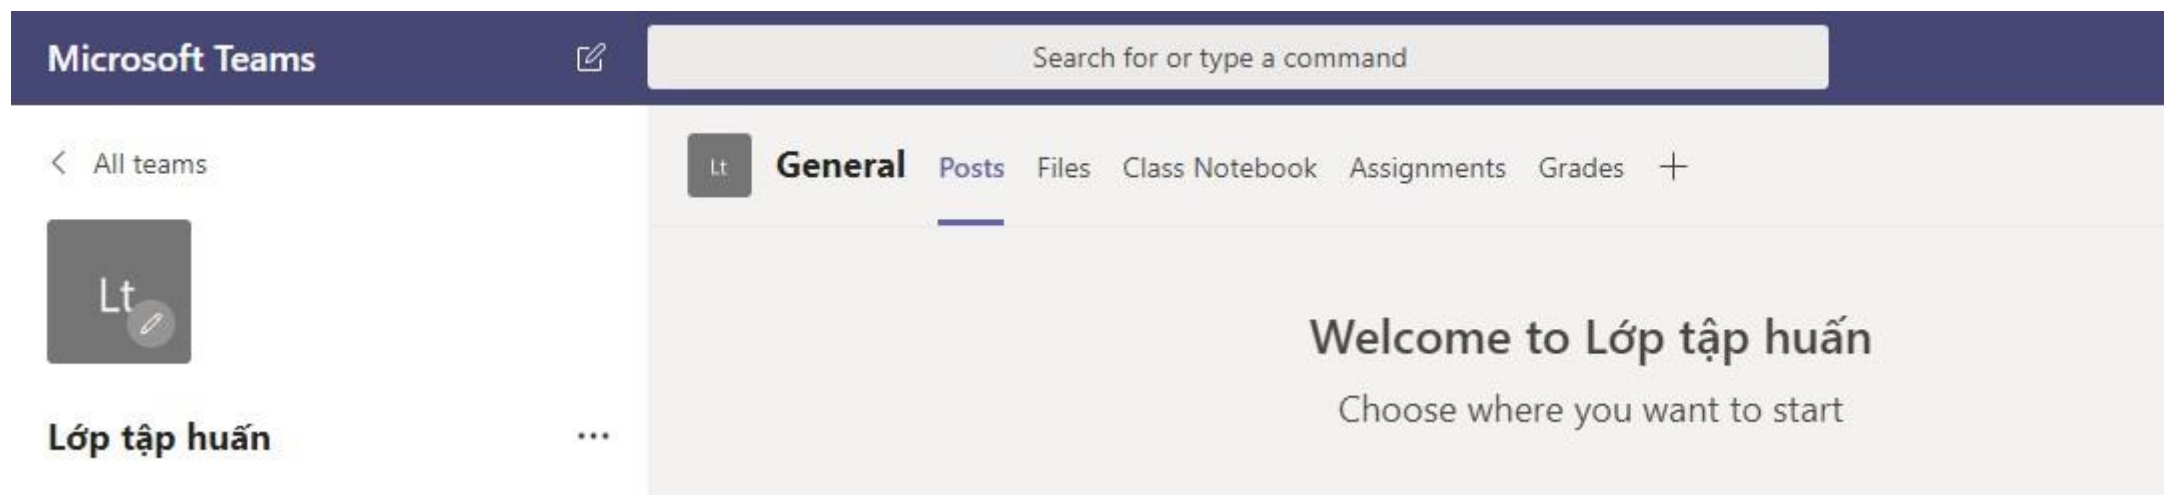 Microsoft Teams
Search for or type a command
All teams
Lt
General Posts Files Class Notebook Assignments Grades
Lt
Welcome to Lớp tập huấn
Choose where you want to start
Lớp tập huấn